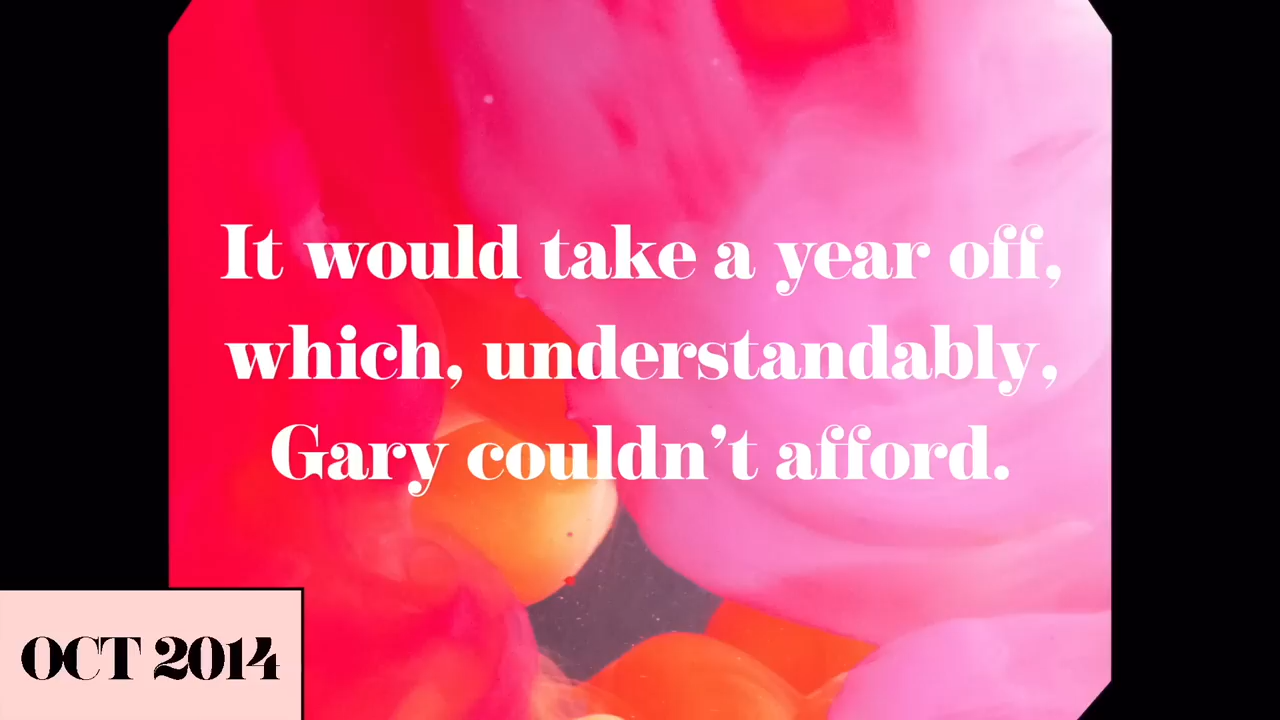 It would take a year off,
which, understandably,
Gary couldn’t afford.
OCT 2014